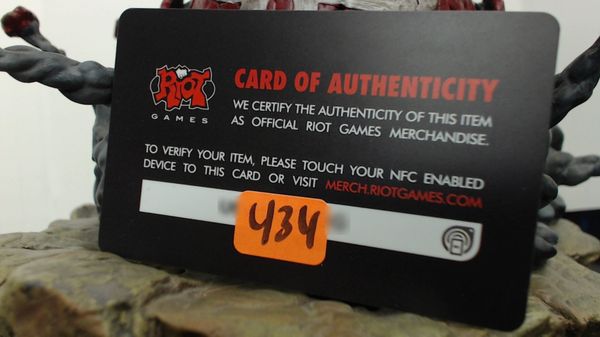 RIOT
GAMES
CARD OF AUTHENTICITY
WE CERTIFY THE AUTHENTICITY OF THIS ITEM
AS OFFICIAL RIOT GAMES MERCHANDISE.
TO VERIFY YOUR ITEM, PLEASE TOUCH YOUR NFC ENABLED
DEVICE TO THIS CARD OR VISIT MERCH.RIOTGAMES.COM
434